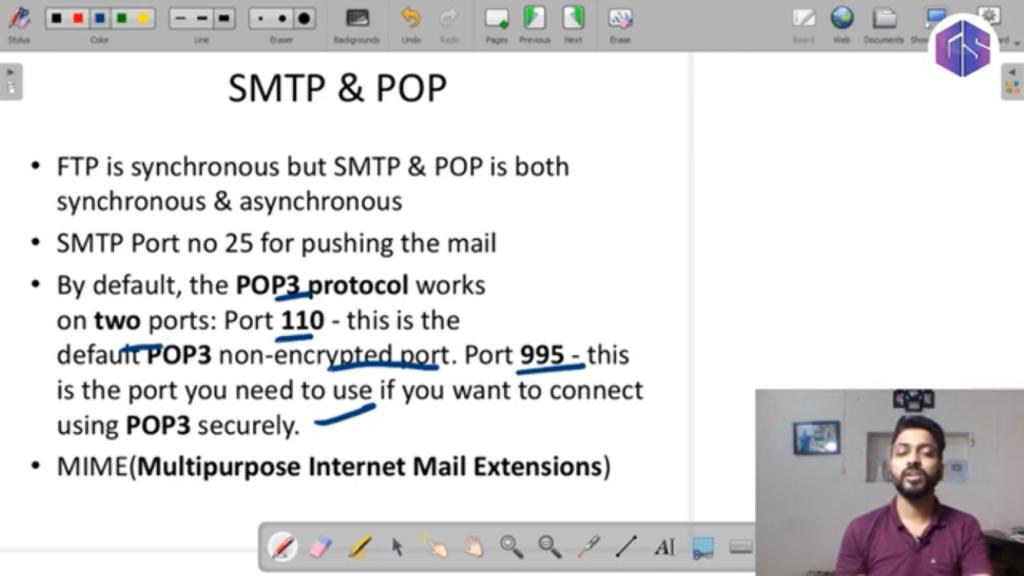 Stylus
Color
Line
Eraser
Backgrounds
Undo
Redo
Pages
Previous
Next
Erase
Board
Web
Documents
SMTP & POP
• FTP is synchronous but SMTP & POP is both
synchronous & asynchronous
• SMTP Port no 25 for pushing the mail
• By default, the POP3 protocol works
on two ports: Port 110 - this is the
default POP3 non-encrypted port. Port 995 - this
is the port you need to use if you want to connect
using POP3 securely.
• MIME(Multipurpose Internet Mail Extensions)